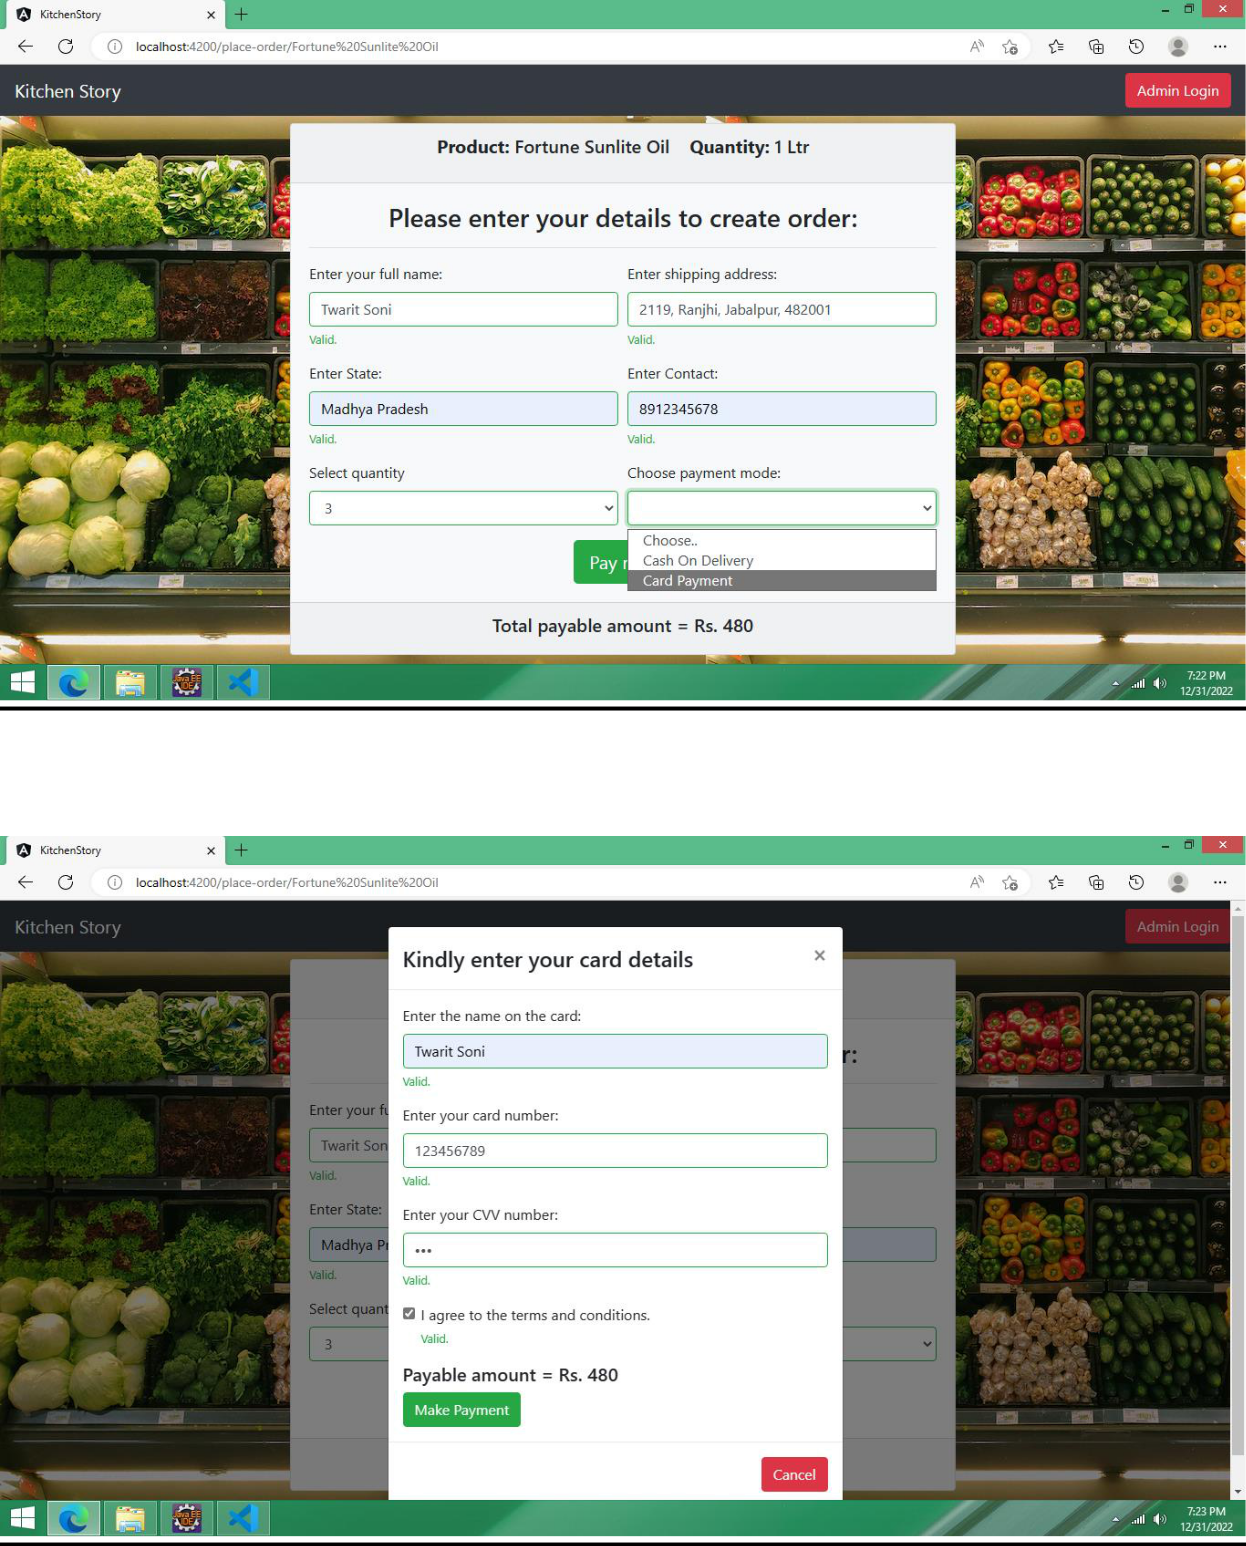 KitchenStory
localhost:4200/place-order/Fortune%20Sunlite%20Oil
Kitchen Story
Admin Login
Product: Fortune Sunlite Oil Quantity: 1 Ltr
Please enter your details to create order:
Enter your full name: Enter shipping address:
Twarit Soni 2119, Ranjhi, Jabalpur, 482001
Valid. Valid.
Enter State: Enter Contact:
Madhya Pradesh 8912345678
Valid. Valid.
Select quantity Choose payment mode:
3
Choose..
Pay Cash On Delivery
Card Payment
Total payable amount = Rs. 480
Java EE
IDE
7:22 PM
12/31/2022
KitchenStory
localhost:4200/place-order/Fortune%20Sunlite%20Oil
Kitchen Story
Admin Login
Kindly enter your card details
Enter the name on the card:
Twarit Soni
r:
Valid.
Enter your fu
Enter your card number:
Twarit Son
123456789
Valid.
Valid.
Enter State:
Enter your CVV number:
Madhya Pr
•••
Valid.
Valid.
Select quant
I agree to the terms and conditions.
Valid.
3
Payable amount = Rs. 480
Make Payment
Cancel
Java EE
IDE
7:23 PM
12/31/2022